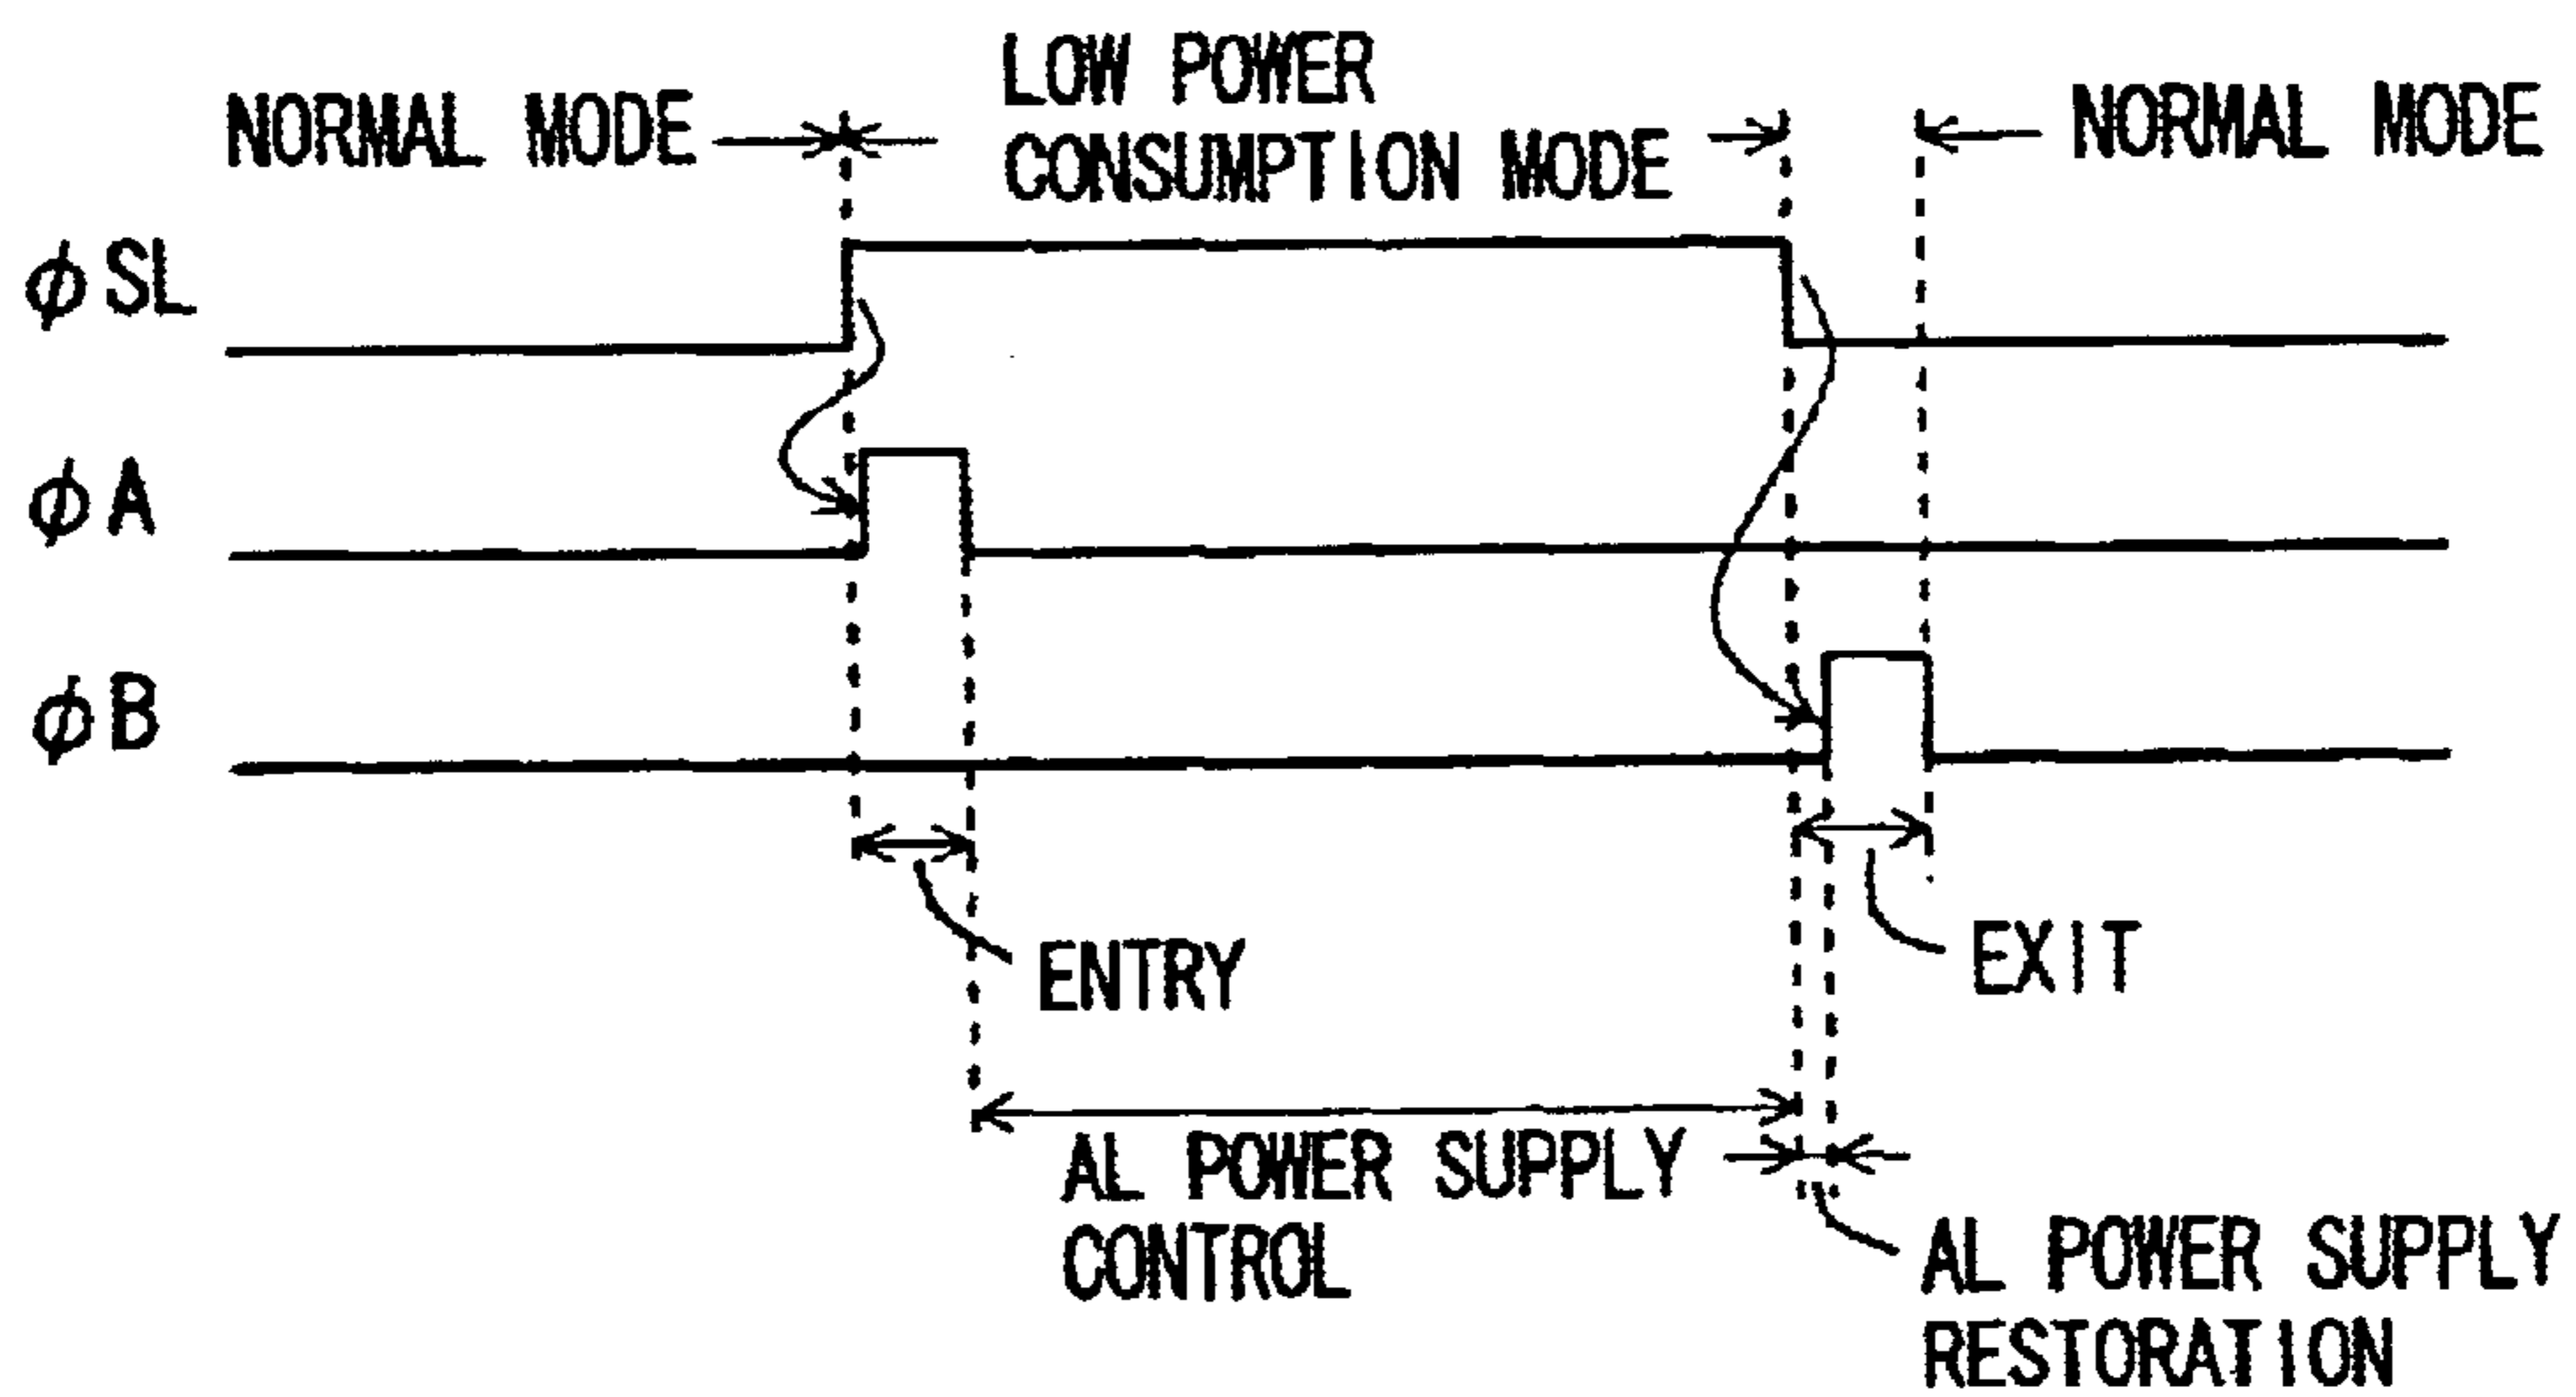 NORMAL MODE
LOW POWER
CONSUMPTION MODE
NORMAL MODE
φSL
φA
φB
ENTRY
EXIT
AL POWER SUPPLY
CONTROL
AL POWER SUPPLY
RESTORATION